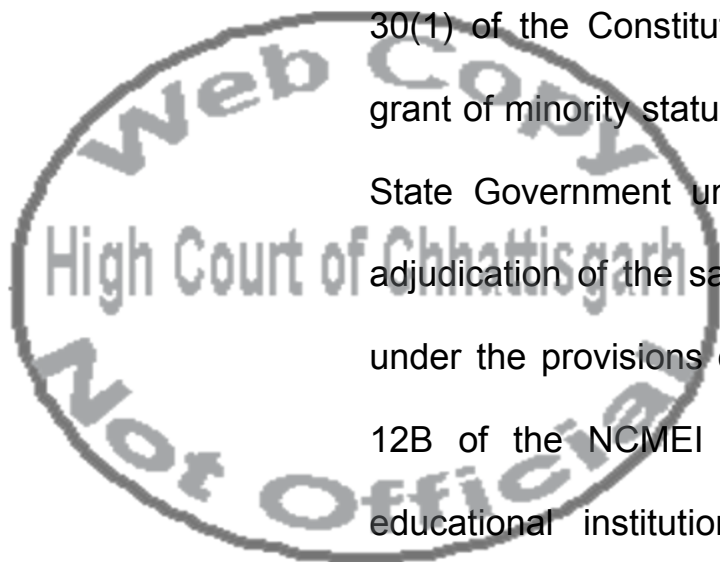 30(1) of the Constitu
grant of minority statu
State Government un
adjudication of the sa
under the provisions
12B of the NCMEI
educational institution
Web Copy
High Court of Chhattisgarh
Not Official